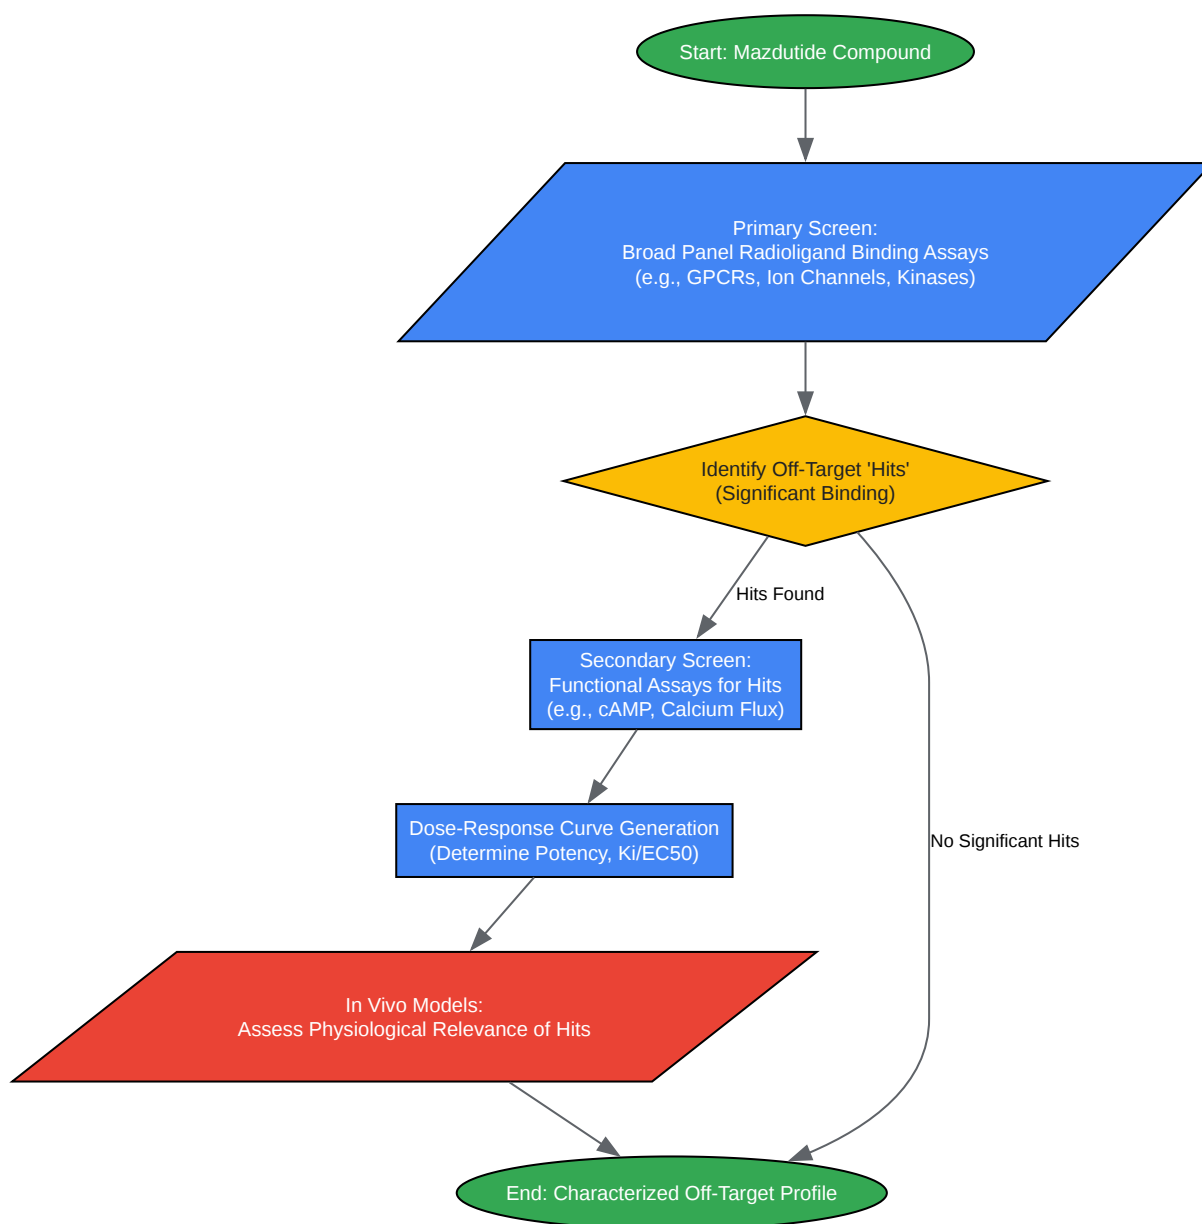 Start: Mazdutide Compound
Primary Screen:
Broad Panel Radioligand Binding Assays
(e.g., GPCRs, Ion Channels, Kinases)
Identify Off-Target 'Hits'
(Significant Binding)
Hits Found
Secondary Screen:
Functional Assays for Hits
(e.g., cAMP, Calcium Flux)
Dose-Response Curve Generation
(Determine Potency, Ki/EC50)
No Significant Hits
In Vivo Models:
Assess Physiological Relevance of Hits
End: Characterized Off-Target Profile